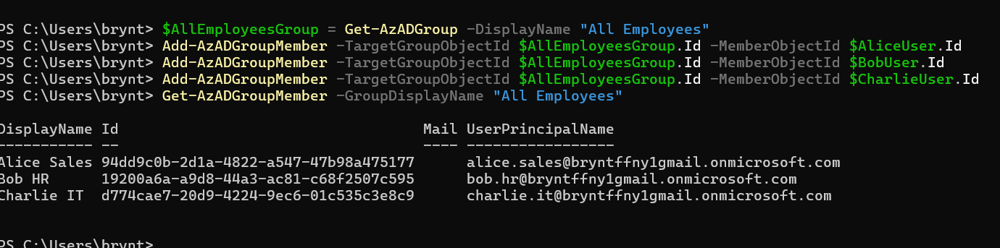 PS C:\Users\brynt> $AllEmployeesGroup = Get-AzADGroup -DisplayName "All Employees"
PS C:\Users\brynt> Add-AzADGroupMember -TargetGroupObjectId $AllEmployeesGroup.Id -MemberObjectId $AliceUser.Id
PS C:\Users\brynt> Add-AzADGroupMember -TargetGroupObjectId $AllEmployeesGroup.Id -MemberObjectId $BobUser.Id
PS C:\Users\brynt> Add-AzADGroupMember -TargetGroupObjectId $AllEmployeesGroup.Id -MemberObjectId $CharlieUser.Id
PS C:\Users\brynt> Get-AzADGroupMember -GroupDisplayName "All Employees"
DisplayName Id                                   Mail UserPrincipalName
----------- --                                   ---- -----------------
Alice Sales 94dd9c0b-2d1a-4822-a547-47b98a475177      alice.sales@bryntffny1gmail.onmicrosoft.com
Bob HR      19200a6a-a9d8-44a3-ac81-c68f2507c595      bob.hr@bryntffny1gmail.onmicrosoft.com
Charlie IT  d774cae7-20d9-4224-9ec6-01c535c3e8c9      charlie.it@bryntffny1gmail.onmicrosoft.com
PS C:\Users\brynt>